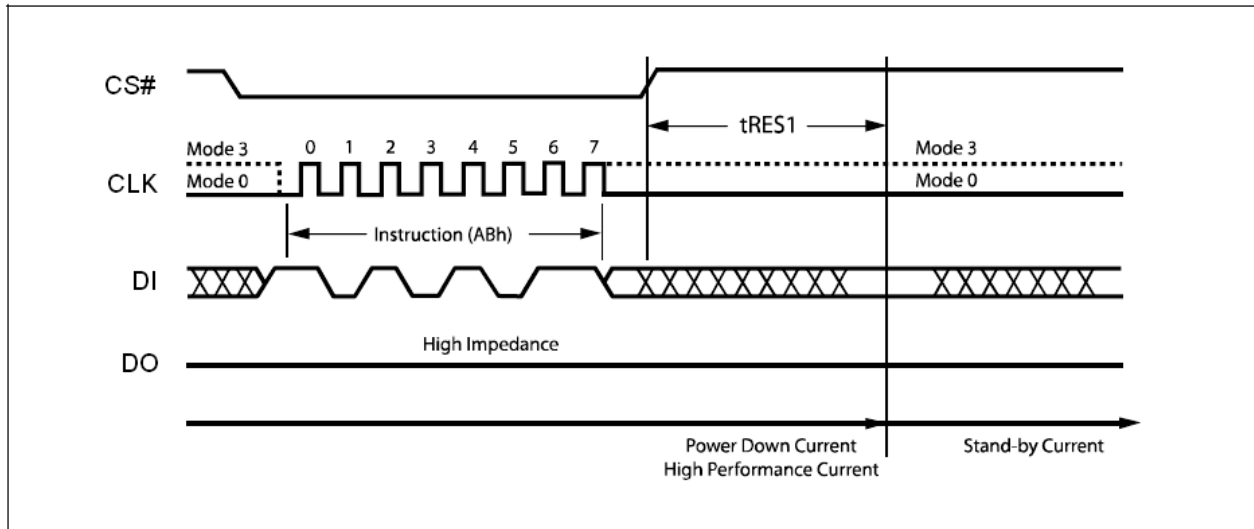 CS#
tRES1
Mode 3
0 1 2 3 4 5 6 7
Mode 3
CLK
Mode 0
Mode 0
Instruction (ABh)
DI
High Impedance
DO
Power Down Current
Stand-by Current
High Performance Current